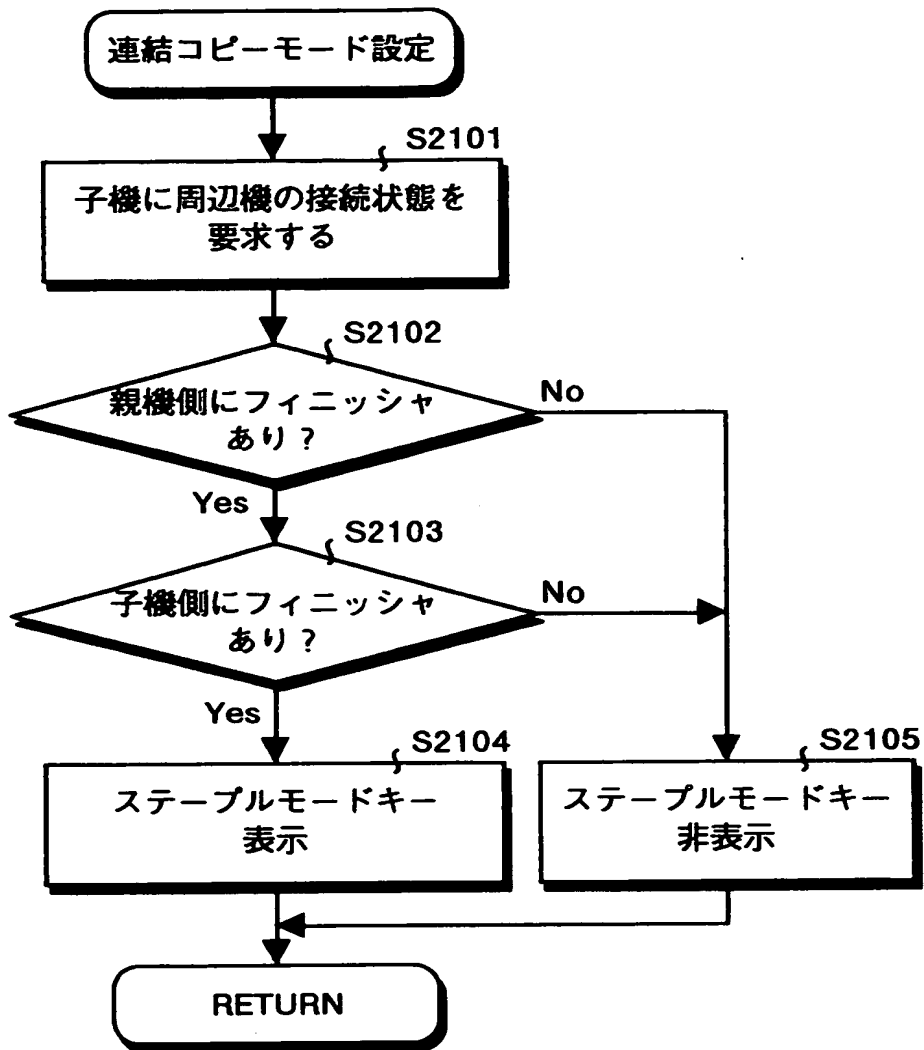 連結コピーモード設定
S2101
子機に周辺機の接続状態を
要求する
S2102
親機側にフィニッシャ
あり?
No
Yes
S2103
子機側にフィニッシャ
あり?
No
Yes
S2104
ステープルモードキー
表示
S2105
ステープルモードキー
非表示
RETURN